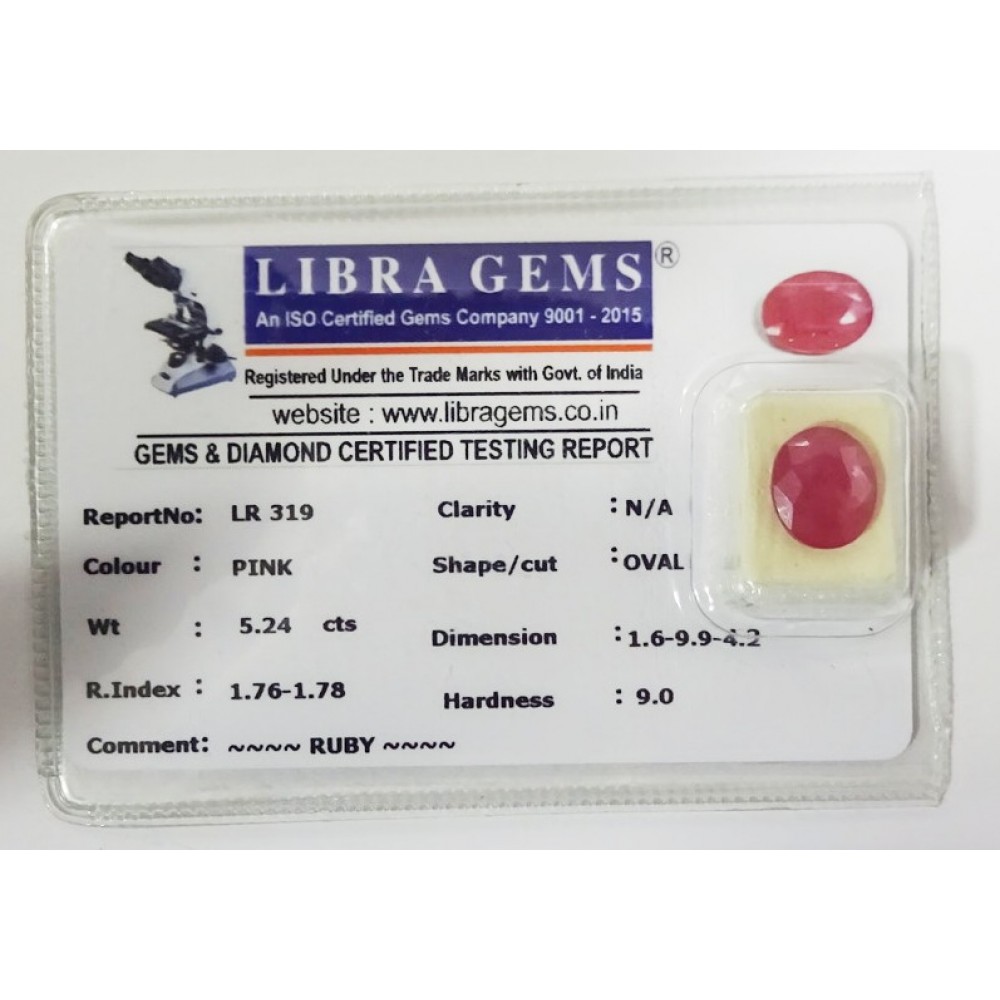 LIBRA GEMS ®
An ISO Certified Gems Company 9001 - 2015
Registered Under the Trade Marks with Govt. of India
website : www.libragems.co.in
GEMS & DIAMOND CERTIFIED TESTING REPORT
ReportNo: LR 319 Clarity : N/A
Colour : PINK Shape/cut : OVAL
Wt : 5.24 cts Dimension : 1.6-9.9-4.2
R.Index : 1.76-1.78 Hardness : 9.0
Comment: ~~~~ RUBY ~~~~